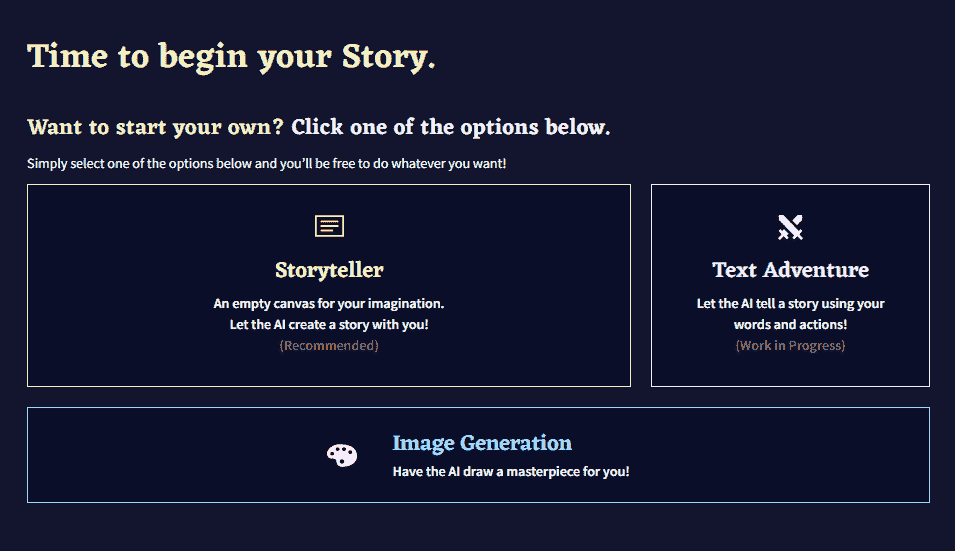 Time to begin your Story.
Want to start your own? Click one of the options below.
Simply select one of the options below and you'll be free to do whatever you want!
Storyteller
An empty canvas for your imagination.
Let the AI create a story with you!
(Recommended)
Text Adventure
Let the AI tell a story using your
words and actions!
(Work in Progress)
Image Generation
Have the AI draw a masterpiece for you!